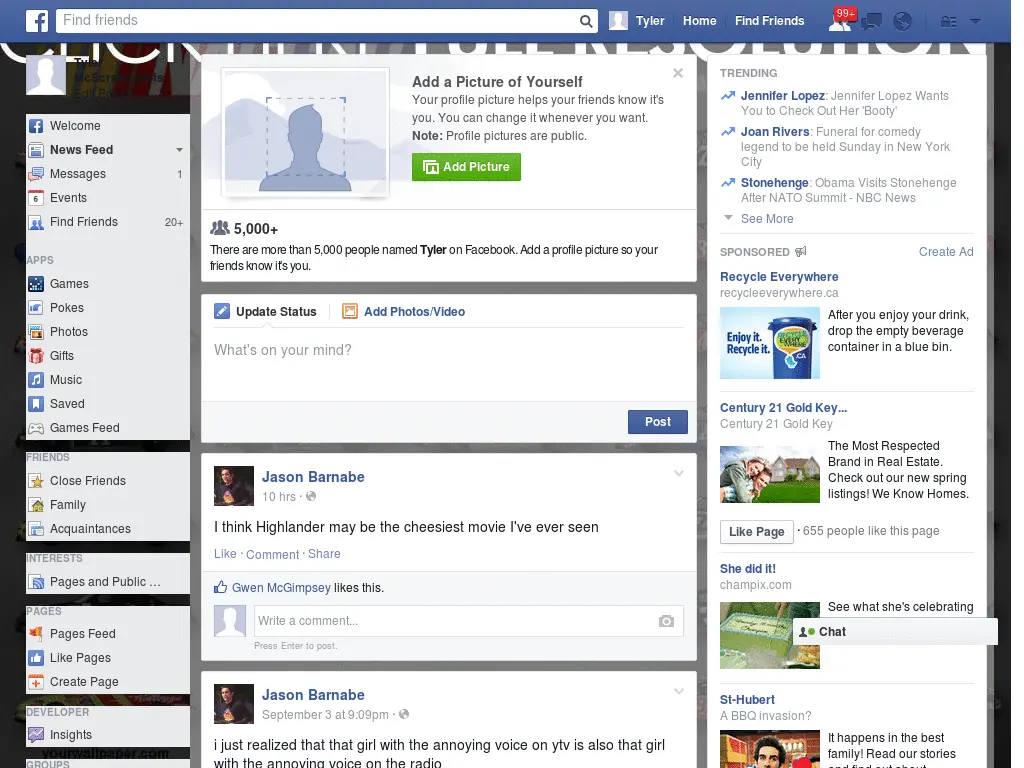 Find friends
Tyler
Home
Find Friends
99+
Tyler
Welcome
News Feed
Messages 1
Events
Find Friends 20+
APPS
Games
Pokes
Photos
Gifts
Music
Saved
Games Feed
FRIENDS
Close Friends
Family
Acquaintances
INTERESTS
Pages and Public ...
PAGES
Pages Feed
Like Pages
Create Page
DEVELOPER
Insights
yourwallpaper.com
GROUPS
FULL RESOLUTION
Add a Picture of Yourself
Your profile picture helps your friends know it's
you. You can change it whenever you want.
Note: Profile pictures are public.
Add Picture
5,000+
There are more than 5,000 people named Tyler on Facebook. Add a profile picture so your
friends know it's you.
Update Status
Add Photos/Video
What's on your mind?
Post
Jason Barnabe
10 hrs ·
I think Highlander may be the cheesiest movie I've ever seen
Like · Comment · Share
Gwen McGimpsey likes this.
Write a comment...
Press Enter to post.
Jason Barnabe
September 3 at 9:09pm ·
i just realized that that girl with the annoying voice on ytv is also that girl
with the annoying voice on the radio
TRENDING
Jennifer Lopez: Jennifer Lopez Wants
You to Check Out Her 'Booty'
Joan Rivers: Funeral for comedy
legend to be held Sunday in New York
City
Stonehenge: Obama Visits Stonehenge
After NATO Summit - NBC News
See More
SPONSORED
Create Ad
Recycle Everywhere
recycleeverywhere.ca
Enjoy it.
Recycle it.
RECYCLE
EVERYWHERE
.CA
After you enjoy your drink,
drop the empty beverage
container in a blue bin.
Century 21 Gold Key...
Century 21 Gold Key
The Most Respected
Brand in Real Estate.
Check out our new spring
listings! We Know Homes.
Like Page · 655 people like this page
She did it!
champix.com
See what she's celebrating
Chat
St-Hubert
A BBQ invasion?
It happens in the best
family! Read our stories